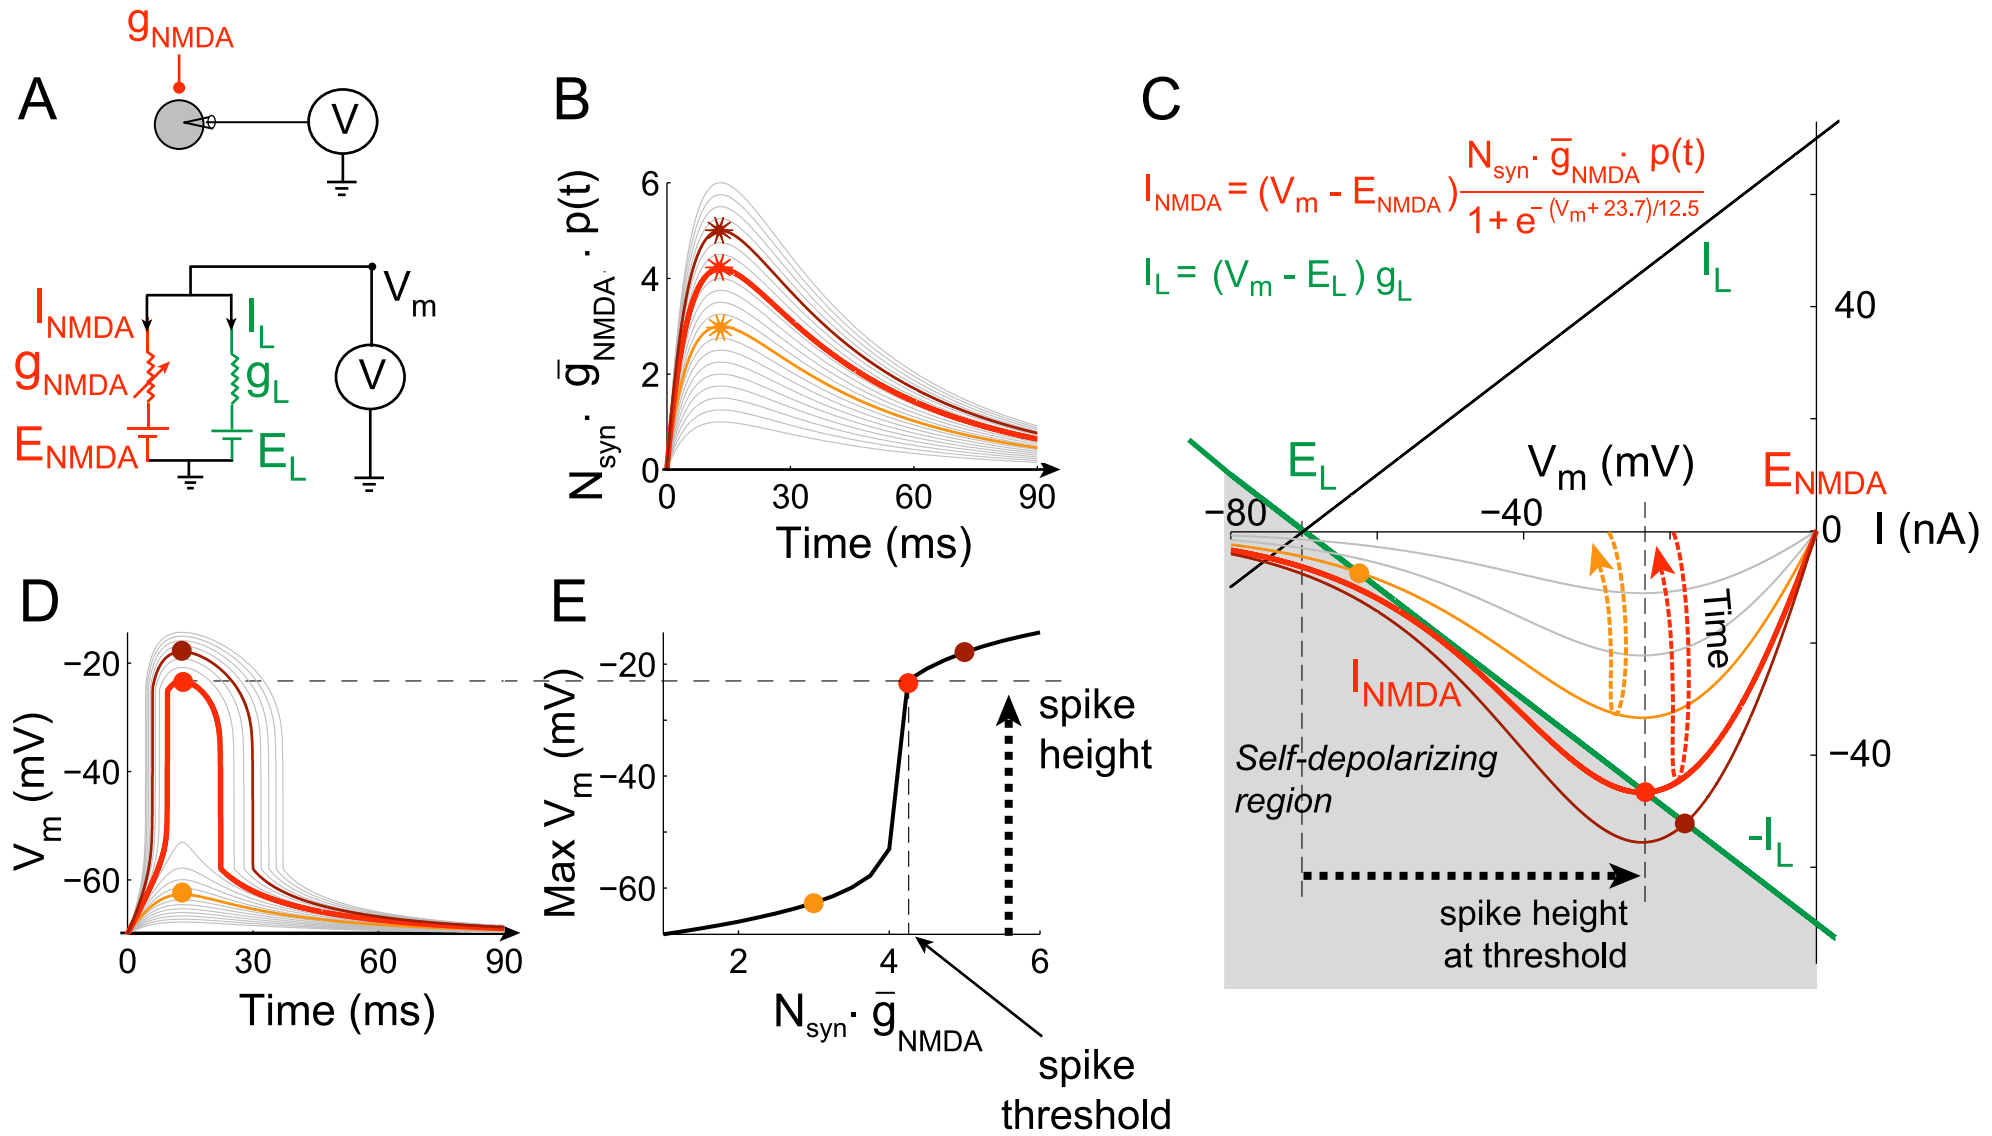 A
g_NMDA
V
I_NMDA
I_L
V_m
g_NMDA
g_L
V
E_NMDA
E_L
B
N_syn · g̅_NMDA · p(t)
6
4
2
0
0 30 60 90
Time (ms)
C
I_NMDA = (V_m - E_NMDA) N_syn · g̅_NMDA · p(t)
1 + e^-(V_m + 23.7)/12.5
I_L = (V_m - E_L) g_L
I_L
40
E_L
V_m (mV)
E_NMDA
−80
−40
0
I (nA)
Time
I_NMDA
−40
Self-depolarizing
region
-I_L
spike height
at threshold
D
V_m (mV)
−20
−40
−60
0 30 60 90
Time (ms)
E
Max V_m (mV)
−20
−40
−60
spike
height
2 4 6
N_syn · g̅_NMDA
spike
threshold